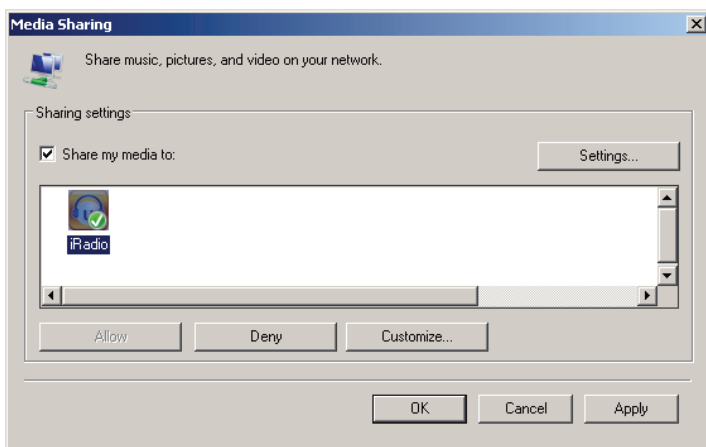 Media Sharing
Share music, pictures, and video on your network.
Sharing settings
Share my media to:
Settings...
iRadio
Allow
Deny
Customize...
OK
Cancel
Apply